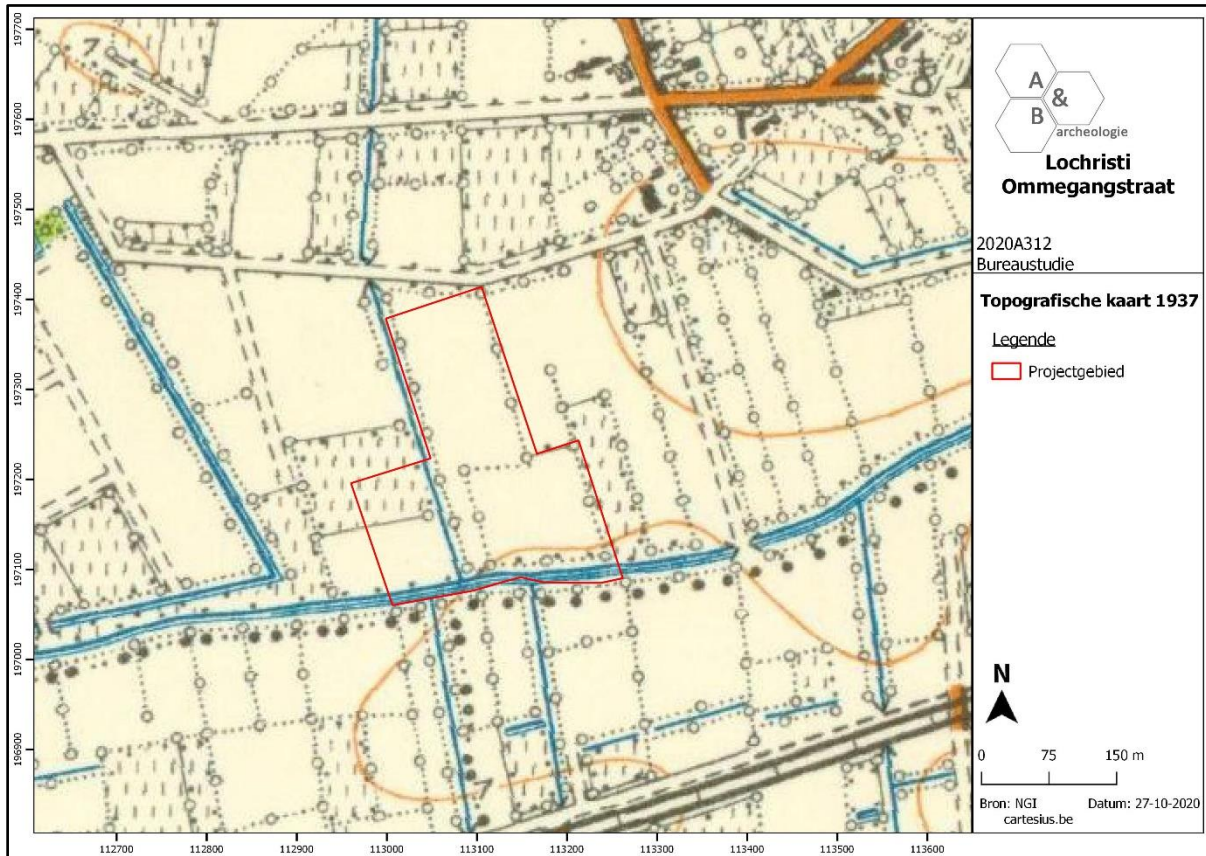 197700
197600
197500
197400
197300
197200
197100
197000
196900
112700
112800
112900
113000
113100
113200
113300
113400
113500
113600
7
7
A
&
B
archeologie
Lochristi
Ommegangstraat
2020A312
Bureaustudie
Topografische kaart 1937
Legende
Projectgebied
N
0 75 150 m
Bron: NGI Datum: 27-10-2020
cartesius.be